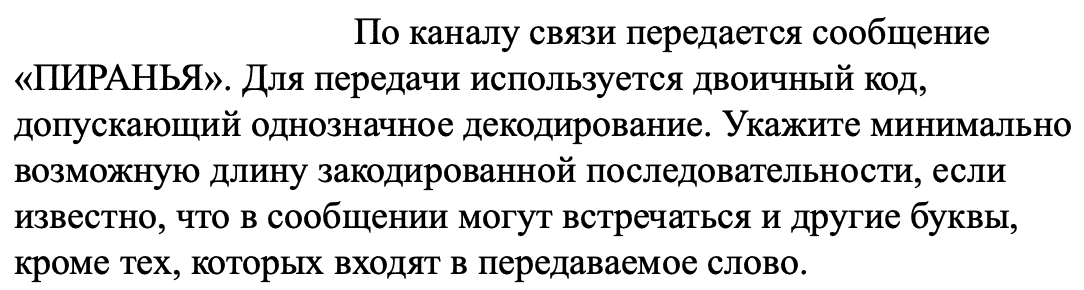 По каналу связи передается сообщение
«ПИРАНЬЯ». Для передачи используется двоичный код,
допускающий однозначное декодирование. Укажите минимально
возможную длину закодированной последовательности, если
известно, что в сообщении могут встречаться и другие буквы,
кроме тех, которых входят в передаваемое слово.